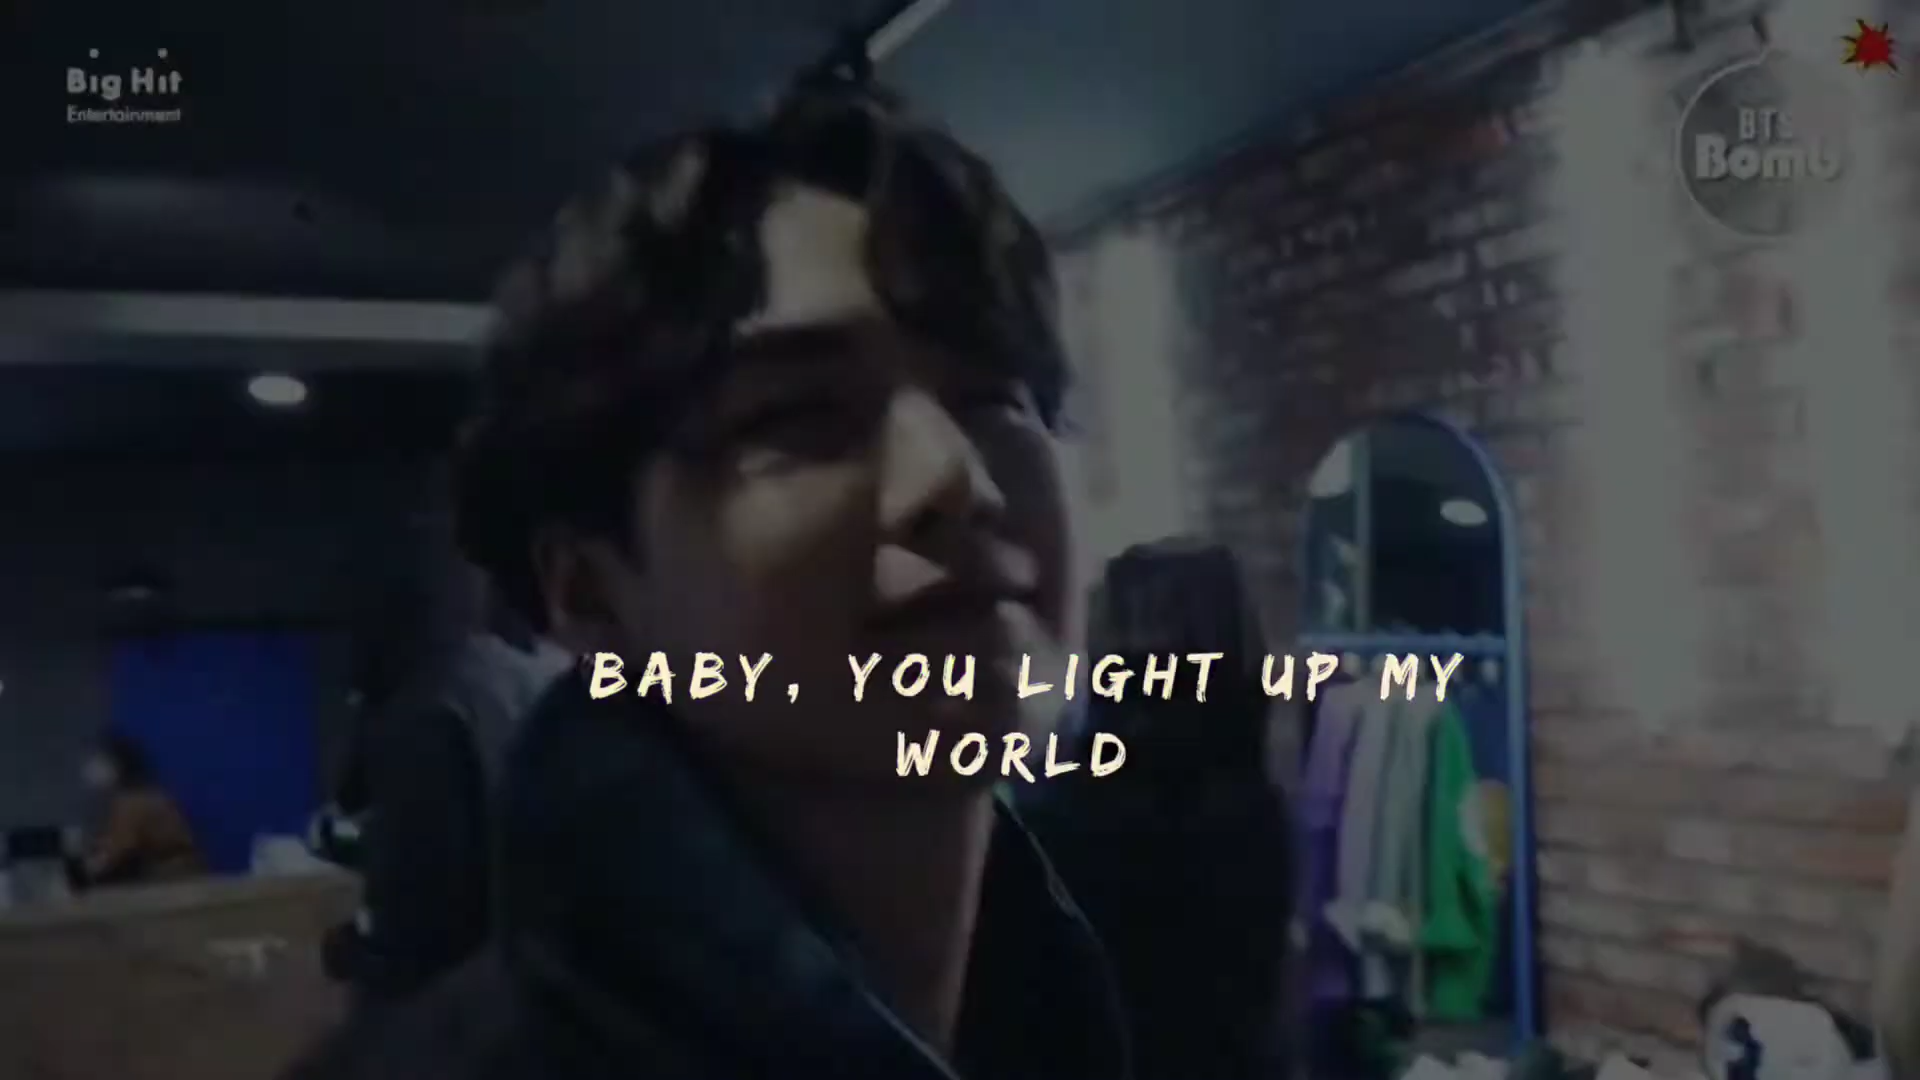 Big Hit
Entertainment
BTS
Bomb
BABY, YOU LIGHT UP MY
WORLD